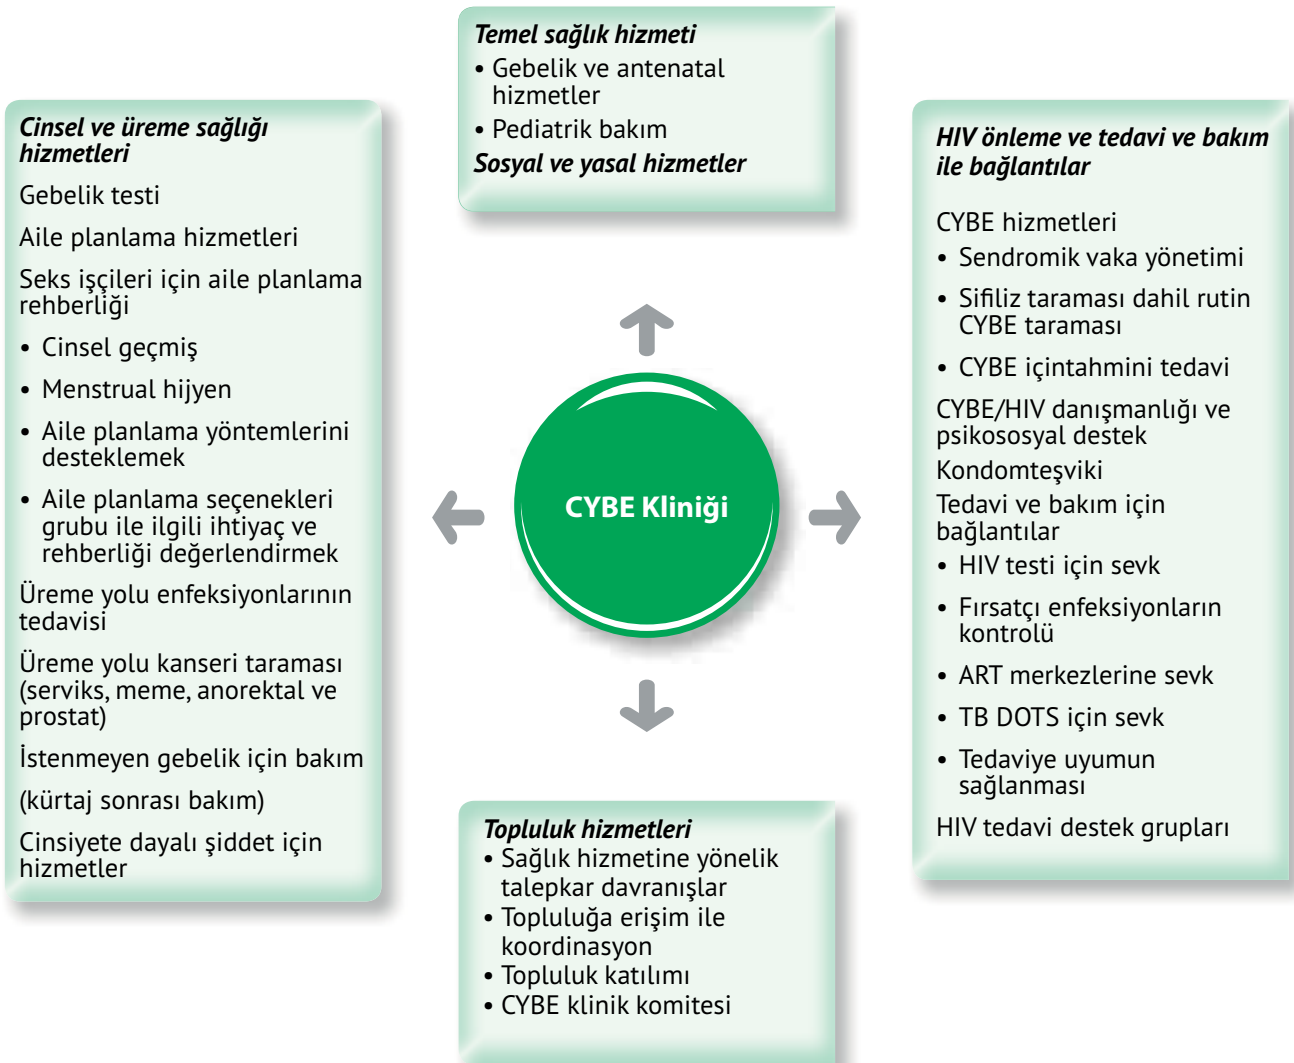 Temel sağlık hizmeti
• Gebelik ve antenatal
hizmetler
• Pediatrik bakım
Sosyal ve yasal hizmetler
Cinsel ve üreme sağlığı
hizmetleri
Gebelik testi
Aile planlama hizmetleri
Seks işçileri için aile planlama
rehberliği
• Cinsel geçmiş
• Menstrual hijyen
• Aile planlama yöntemlerini
desteklemek
• Aile planlama seçenekleri
grubu ile ilgili ihtiyaç ve
rehberliği değerlendirmek
Üreme yolu enfeksiyonlarının
tedavisi
Üreme yolu kanseri taraması
(serviks, meme, anorektal ve
prostat)
İstenmeyen gebelik için bakım
(kürtaj sonrası bakım)
Cinsiyete dayalı şiddet için
hizmetler
CYBE Kliniği
HIV önleme ve tedavi ve bakım
ile bağlantılar
CYBE hizmetleri
• Sendromik vaka yönetimi
• Sifiliz taraması dahil rutin
CYBE taraması
• CYBE içintahmini tedavi
CYBE/HIV danışmanlığı ve
psikososyal destek
Kondomteşviki
Tedavi ve bakım için
bağlantılar
• HIV testi için sevk
• Fırsatçı enfeksiyonların
kontrolü
• ART merkezlerine sevk
• TB DOTS için sevk
• Tedaviye uyumun
sağlanması
HIV tedavi destek grupları
Topluluk hizmetleri
• Sağlık hizmetine yönelik
talepkar davranışlar
• Topluluğa erişim ile
koordinasyon
• Topluluk katılımı
• CYBE klinik komitesi